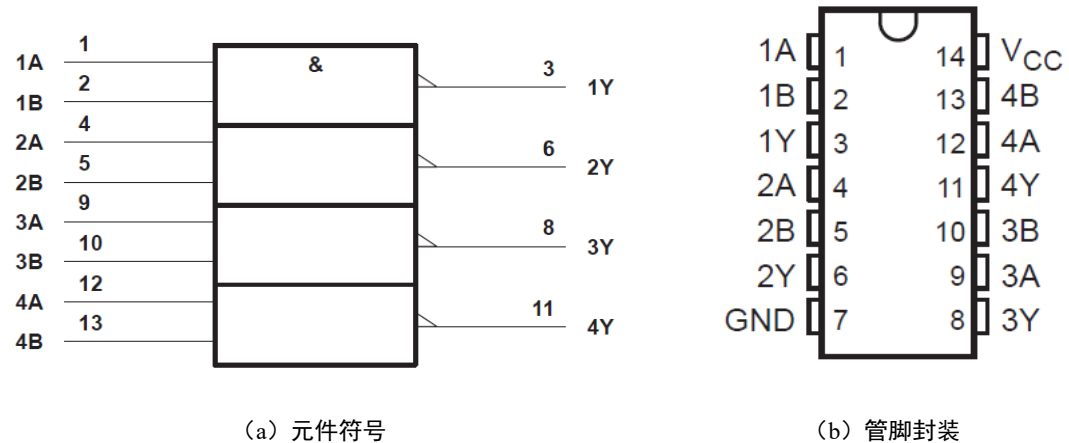 1A 1
1B 2
2A 4
2B 5
3A 9
3B 10
4A 12
4B 13
&
3 1Y
6 2Y
8 3Y
11 4Y
(a) 元件符号
1A 1 14 VCC
1B 2 13 4B
1Y 3 12 4A
2A 4 11 4Y
2B 5 10 3B
2Y 6 9 3A
GND 7 8 3Y
(b) 管脚封装